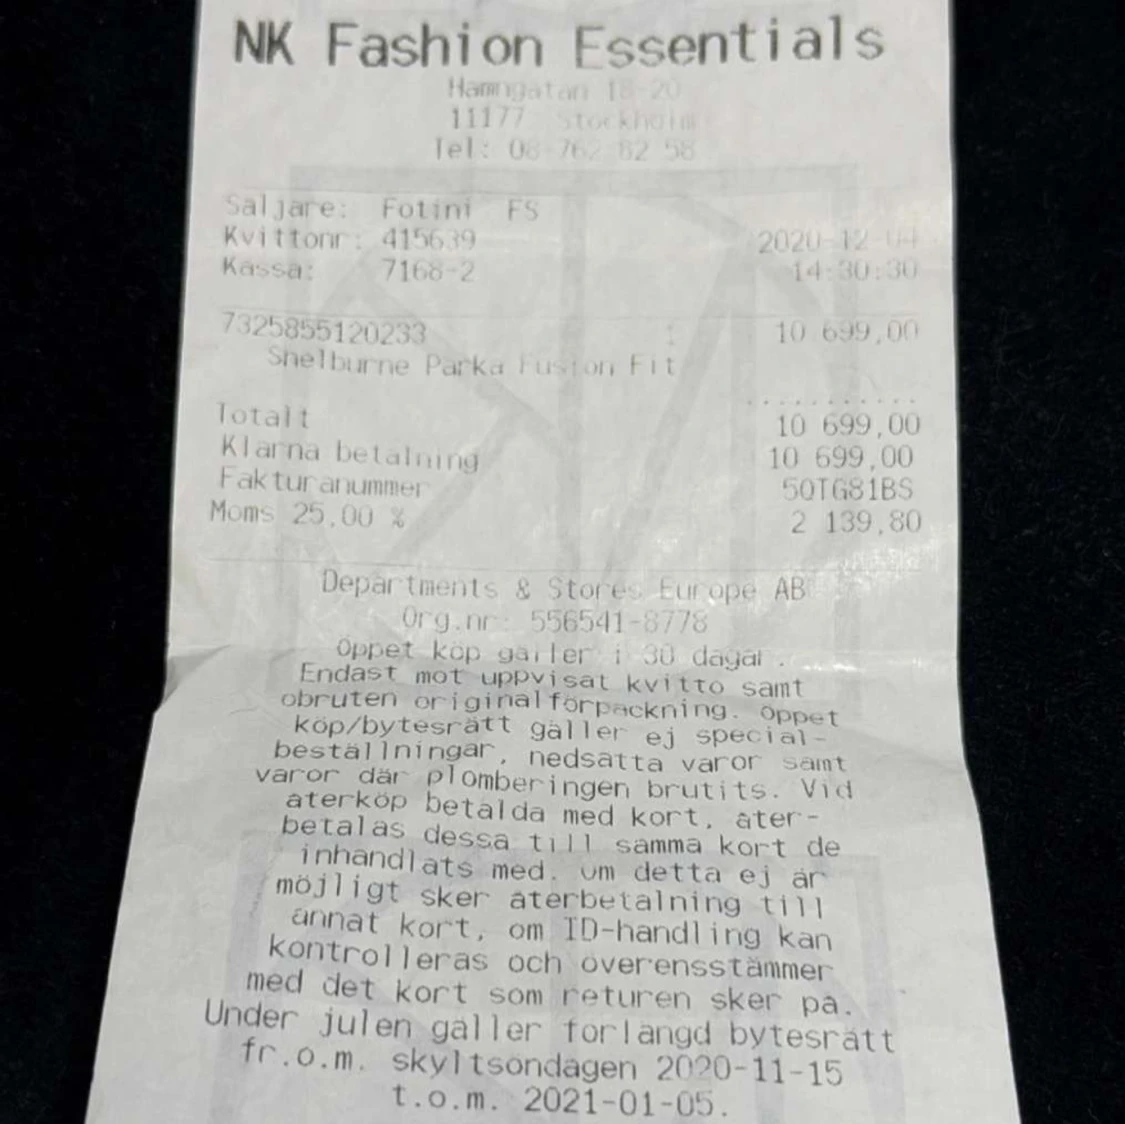 NK Fashion Essentials
Hamngatan 18-20
11177 Stockholm
Tel: 08-762 82 58
Säljare: Fotini FS
Kvittonr: 415639 2020-12-04
Kassa: 7168-2 14:30:30
7325855120233 : 10 699,00
Shelburne Parka Fusion Fit
...........
Totalt 10 699,00
Klarna betalning 10 699,00
Fakturanummer 5QTG81BS
Moms 25,00 % 2 139,80
Departments & Stores Europe AB
Org.nr: 556541-8778
Öppet köp gäller i 30 dagar.
Endast mot uppvisat kvitto samt
obruten originalförpackning. Öppet
köp/bytesrätt gäller ej special-
beställningar, nedsatta varor samt
varor där plomberingen brutits. Vid
återköp betalda med kort, åter-
betalas dessa till samma kort de
inhandlats med. Om detta ej är
möjligt sker återbetalning till
annat kort, om ID-handling kan
kontrolleras och överensstämmer
med det kort som returen sker på.
Under julen gäller förlängd bytesrätt
fr.o.m. skyltsöndagen 2020-11-15
t.o.m. 2021-01-05.